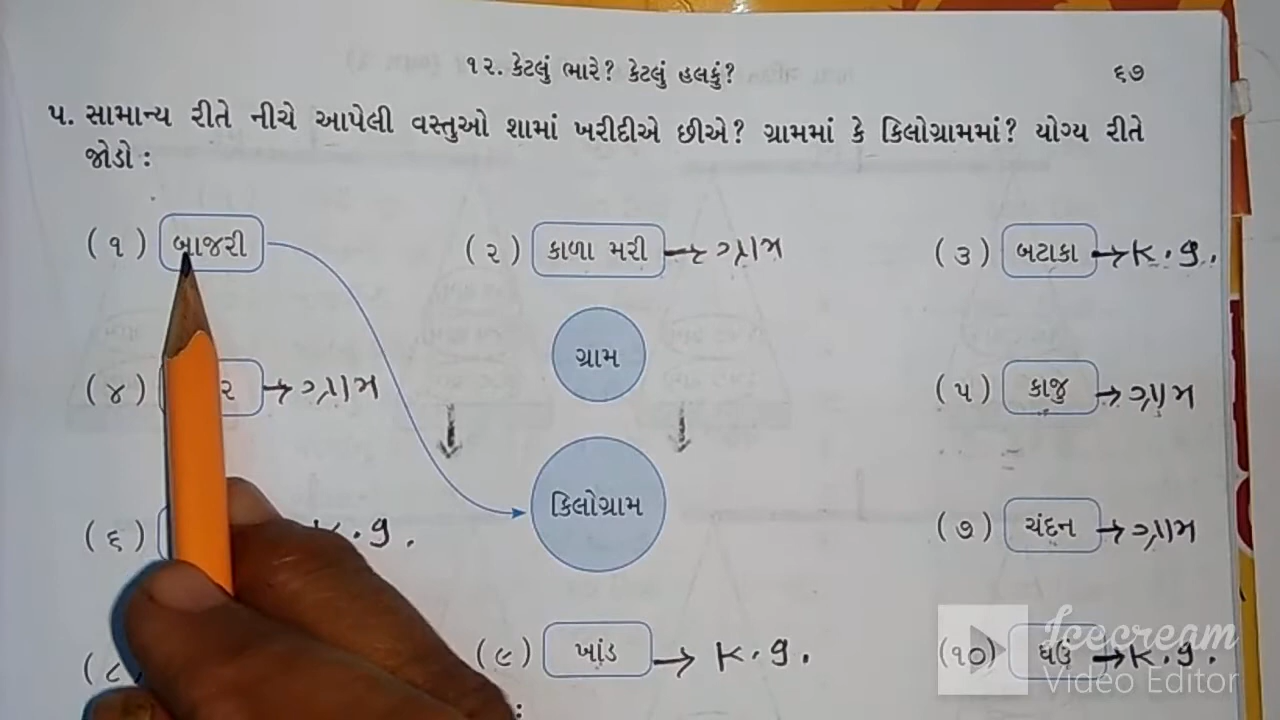 ૧૨. કેટલું ભારે? કેટલું હલકું? ૬૭
૫. સામાન્ય રીતે નીચે આપેલી વસ્તુઓ શામાં ખરીદીએ છીએ? ગ્રામમાં કે કિલોગ્રામમાં? યોગ્ય રીતે
જોડો :
(૧) બાજરી (૨) કાળા મરી → ગ્રામ (૩) બટાકા → K.g.
ગ્રામ
(૪) ર → ગ્રામ (૫) કાજુ → ગ્રામ
કિલોગ્રામ
(૬) K.g. (૭) ચંદન → ગ્રામ
(૮ (૯) ખાંડ → K.g. (૧૦) ઘઉં → K.g.
Icecream
Video Editor